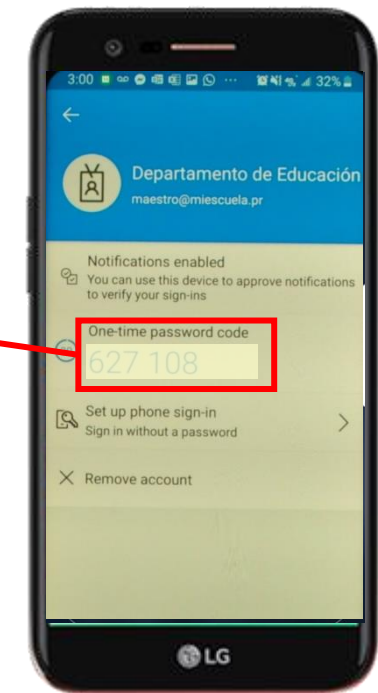 3:00 32%
Departamento de Educación
maestro@miescuela.pr
Notifications enabled
You can use this device to approve notifications
to verify your sign-ins
One-time password code
627 108
Set up phone sign-in
Sign in without a password
Remove account
LG